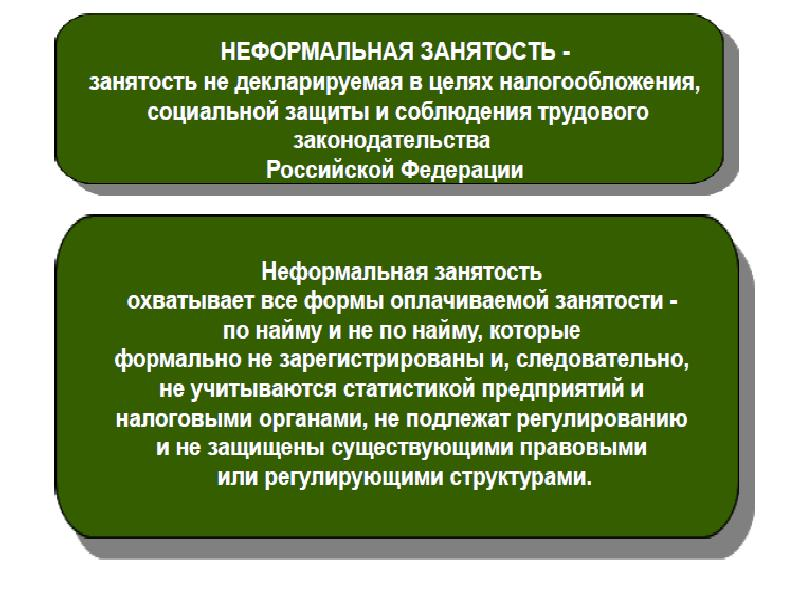 НЕФОРМАЛЬНАЯ ЗАНЯТОСТЬ -
занятость не декларируемая в целях налогообложения,
социальной защиты и соблюдения трудового
законодательства
Российской Федерации
Неформальная занятость
охватывает все формы оплачиваемой занятости -
по найму и не по найму, которые
формально не зарегистрированы и, следовательно,
не учитываются статистикой предприятий и
налоговыми органами, не подлежат регулированию
и не защищены существующими правовыми
или регулирующими структурами.